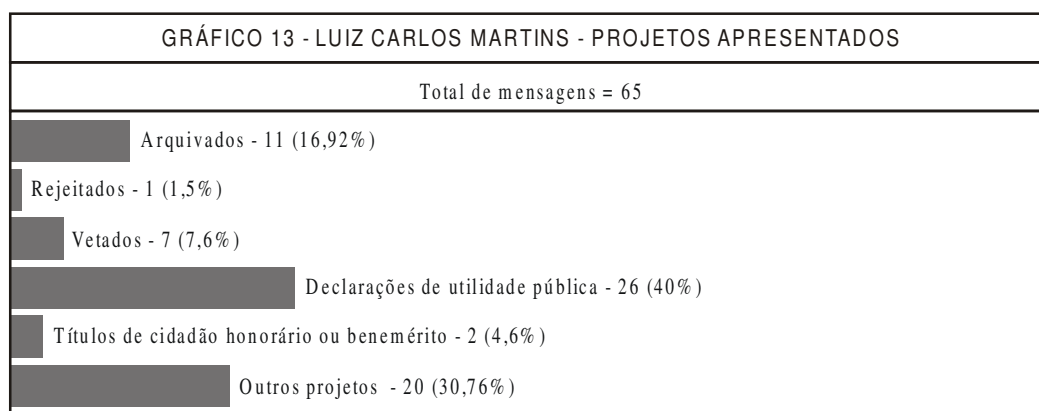 GRÁFICO 13 - LUIZ CARLOS MARTINS - PROJETOS APRESENTADOS
Total de mensagens = 65
Arquivados - 11 (16,92%)
Rejeitados - 1 (1,5%)
Vetados - 7 (7,6%)
Declarações de utilidade pública - 26 (40%)
Títulos de cidadão honorário ou benemérito - 2 (4,6%)
Outros projetos - 20 (30,76%)